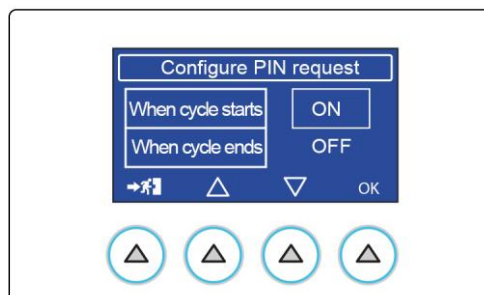 Configure PIN request
When cycle starts ON
When cycle ends OFF
OK